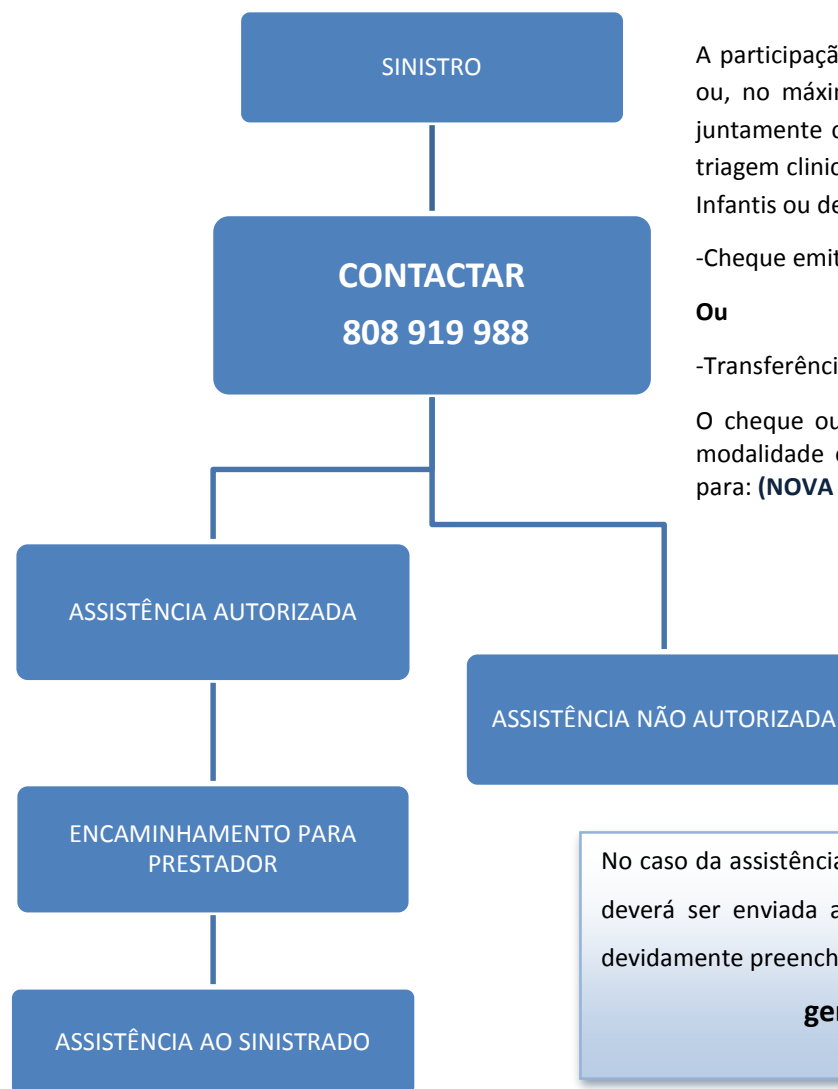 SINISTRO
CONTACTAR
808 919 988
ASSISTÊNCIA AUTORIZADA
ASSISTÊNCIA NÃO AUTORIZADA
ENCAMINHAMENTO PARA
PRESTADOR
ASSISTÊNCIA AO SINISTRADO
A participaçã
ou, no máxi
juntamente
triagem clinic
Infantis ou de
-Cheque emit
Ou
-Transferênci
O cheque ou
modalidade
para: (NOVA
No caso da assistência
deverá ser enviada a
devidamente preench
ger